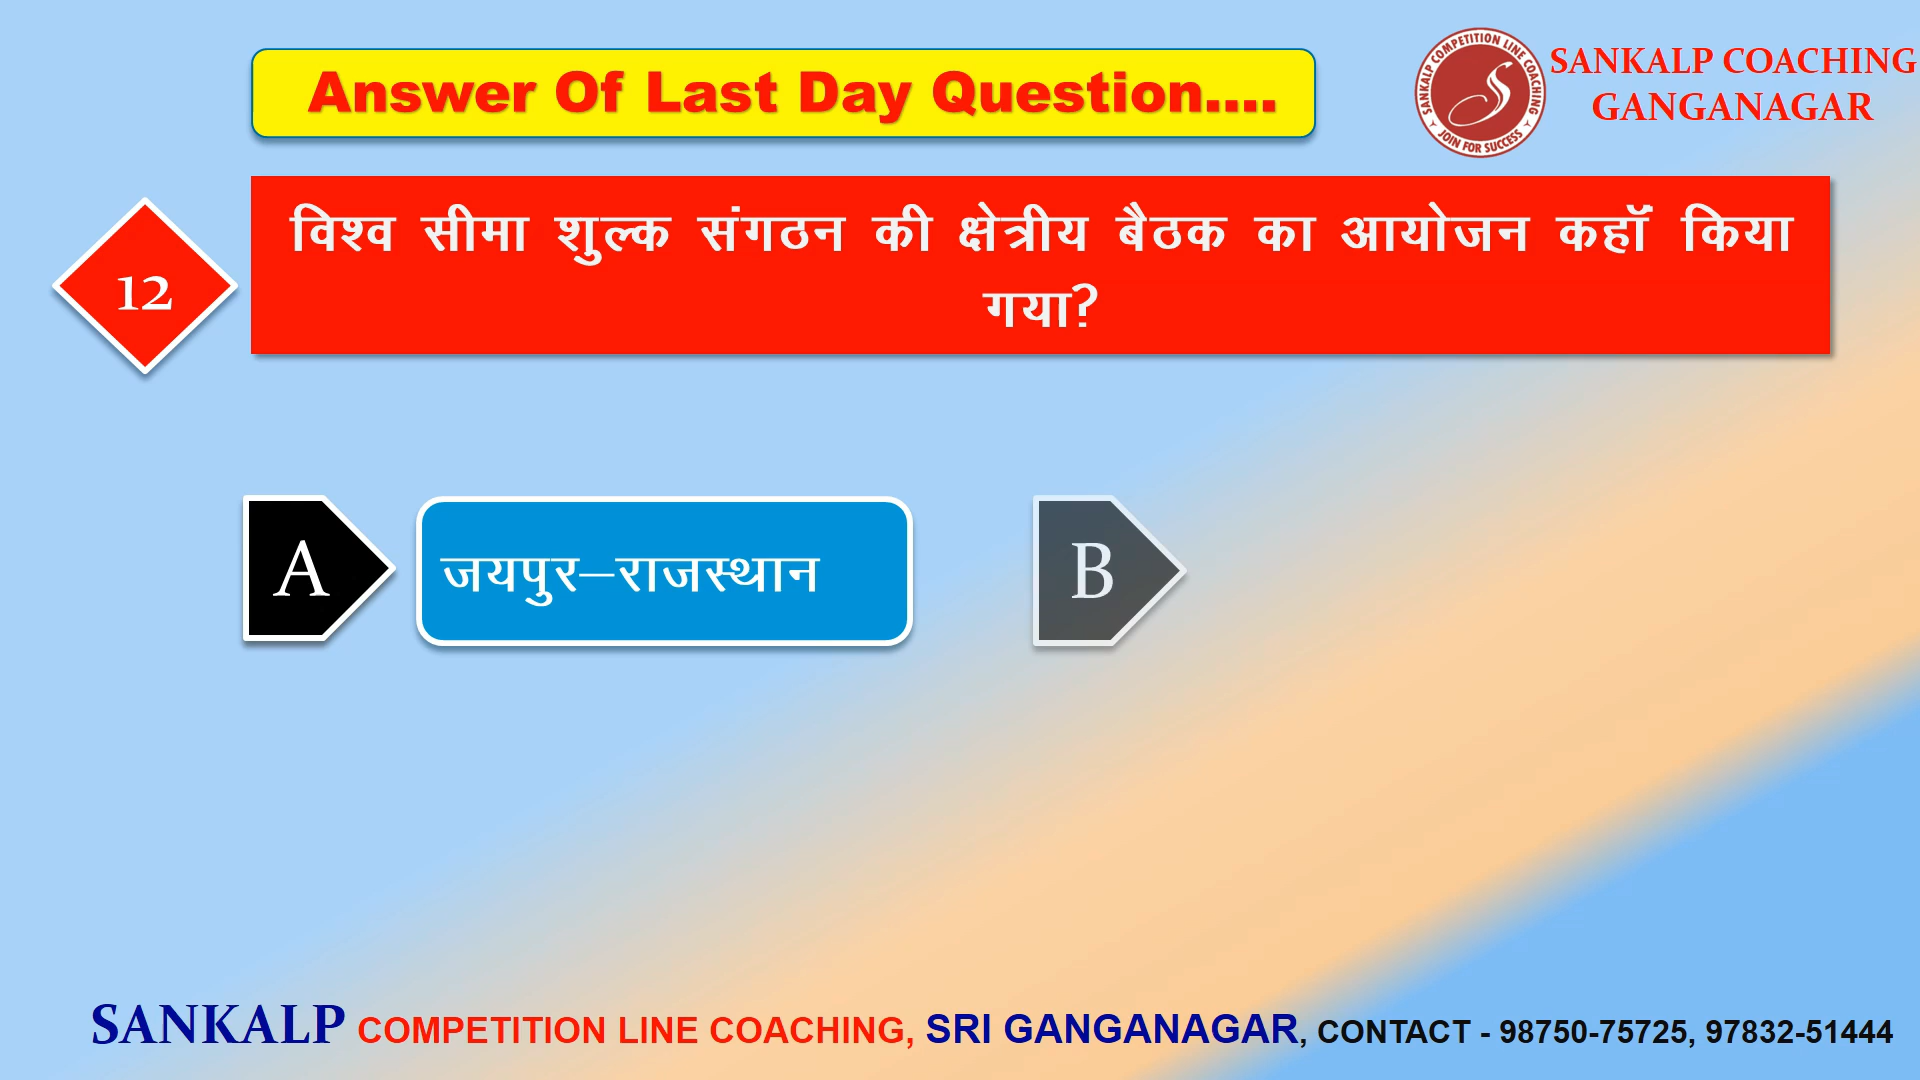 Answer Of Last Day Question....
SANKALP COMPETITION LINE COACHING
JOIN FOR SUCCESS
SANKALP COACHING
GANGANAGAR
12
विश्व सीमा शुल्क संगठन की क्षेत्रीय बैठक का आयोजन कहॉं किया
गया?
A
जयपुर–राजस्थान
B
SANKALP COMPETITION LINE COACHING, SRI GANGANAGAR, CONTACT - 98750-75725, 97832-51444